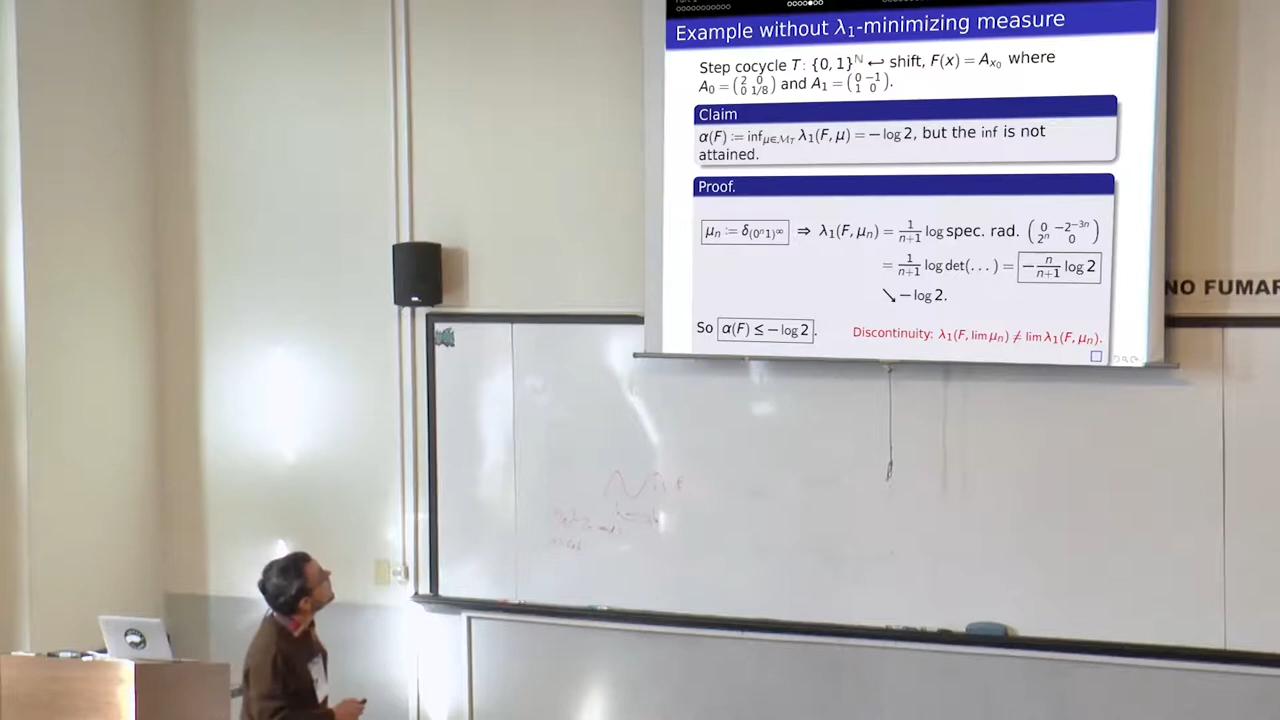 Example without λ₁-minimizing measure
Step cocycle T: {0, 1}^ℕ ↩ shift, F(x) = A_{x₀} where
A₀ = (2 0 / 0 1/8) and A₁ = (0 −1 / 1 0).
Claim
α(F) := inf_{μ∈ℳ_T} λ₁(F, μ) = − log 2, but the inf is not
attained.
Proof.
μₙ := δ_{(0ⁿ1)^∞} ⇒ λ₁(F, μₙ) = 1/(n+1) log spec. rad. (0 −2^{−3n} / 2ⁿ 0)
= 1/(n+1) log det(...) = − n/(n+1) log 2
↘ − log 2.
So α(F) ≤ − log 2. Discontinuity: λ₁(F, lim μₙ) ≠ lim λ₁(F, μₙ).
NO FUMAR